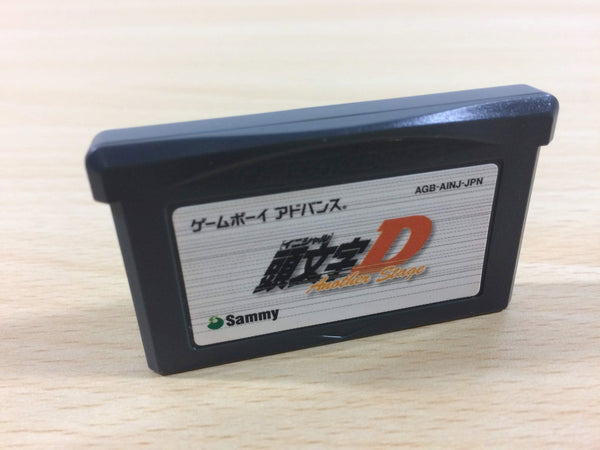 ゲームボーイ アドバンス®
AGB-AINJ-JPN
イニシャル
頭文字D
Another Stage
Sammy